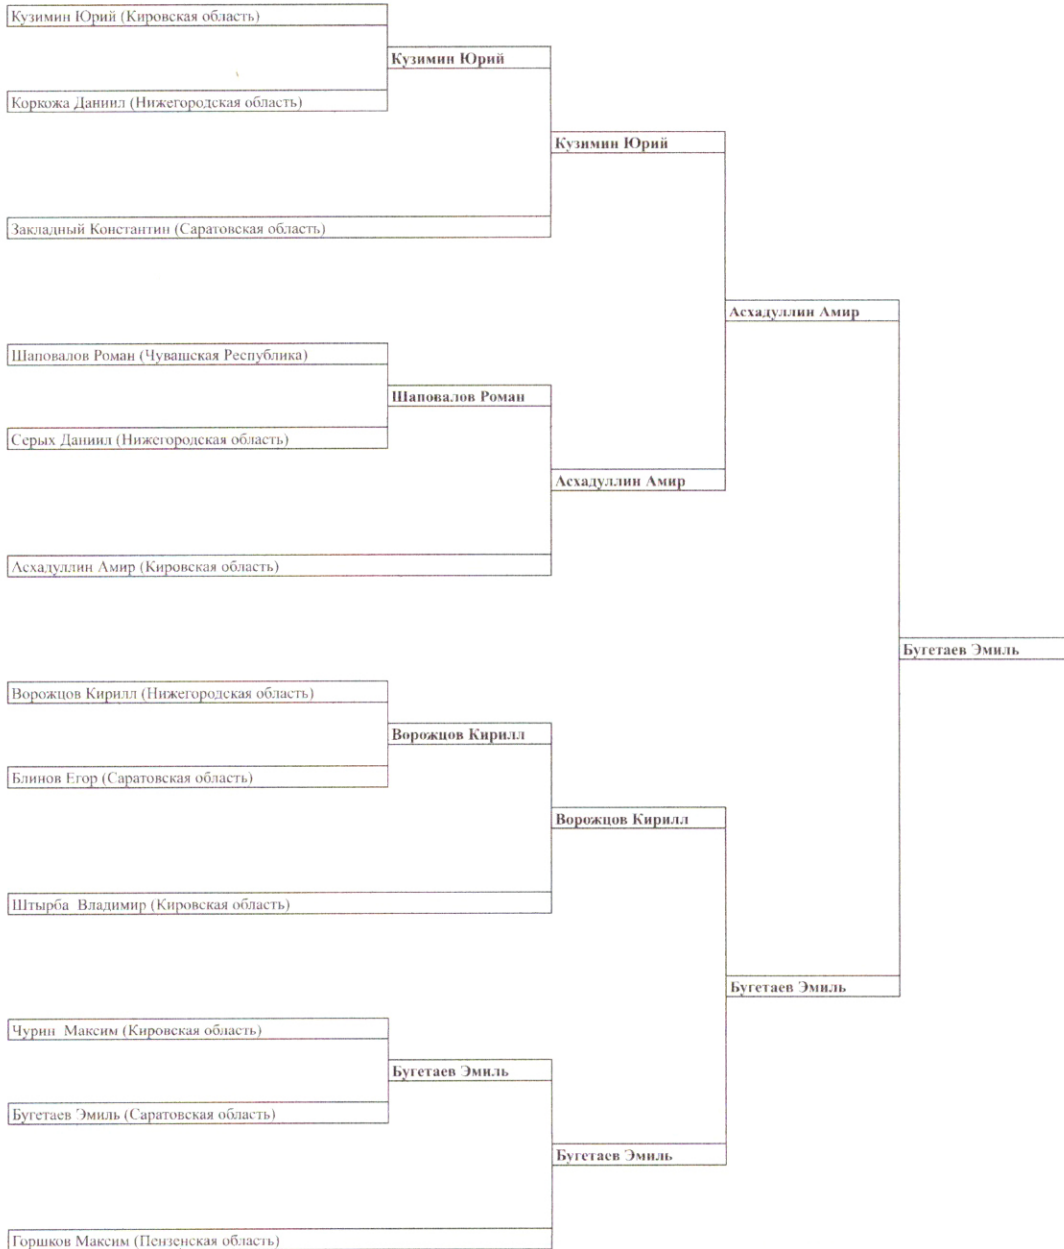 Кузимин Юрий (Кировская область)
Кузимин Юрий
Коркожа Даниил (Нижегородская область)
Кузимин Юрий
Закладный Константин (Саратовская область)
Асхадуллин Амир
Шаповалов Роман (Чувашская Республика)
Шаповалов Роман
Серых Даниил (Нижегородская область)
Асхадуллин Амир
Асхадуллин Амир (Кировская область)
Бугетаев Эмиль
Ворожцов Кирилл (Нижегородская область)
Ворожцов Кирилл
Блинов Егор (Саратовская область)
Ворожцов Кирилл
Штырба Владимир (Кировская область)
Бугетаев Эмиль
Чурин Максим (Кировская область)
Бугетаев Эмиль
Бугетаев Эмиль (Саратовская область)
Бугетаев Эмиль
Горшков Максим (Пензенская область)